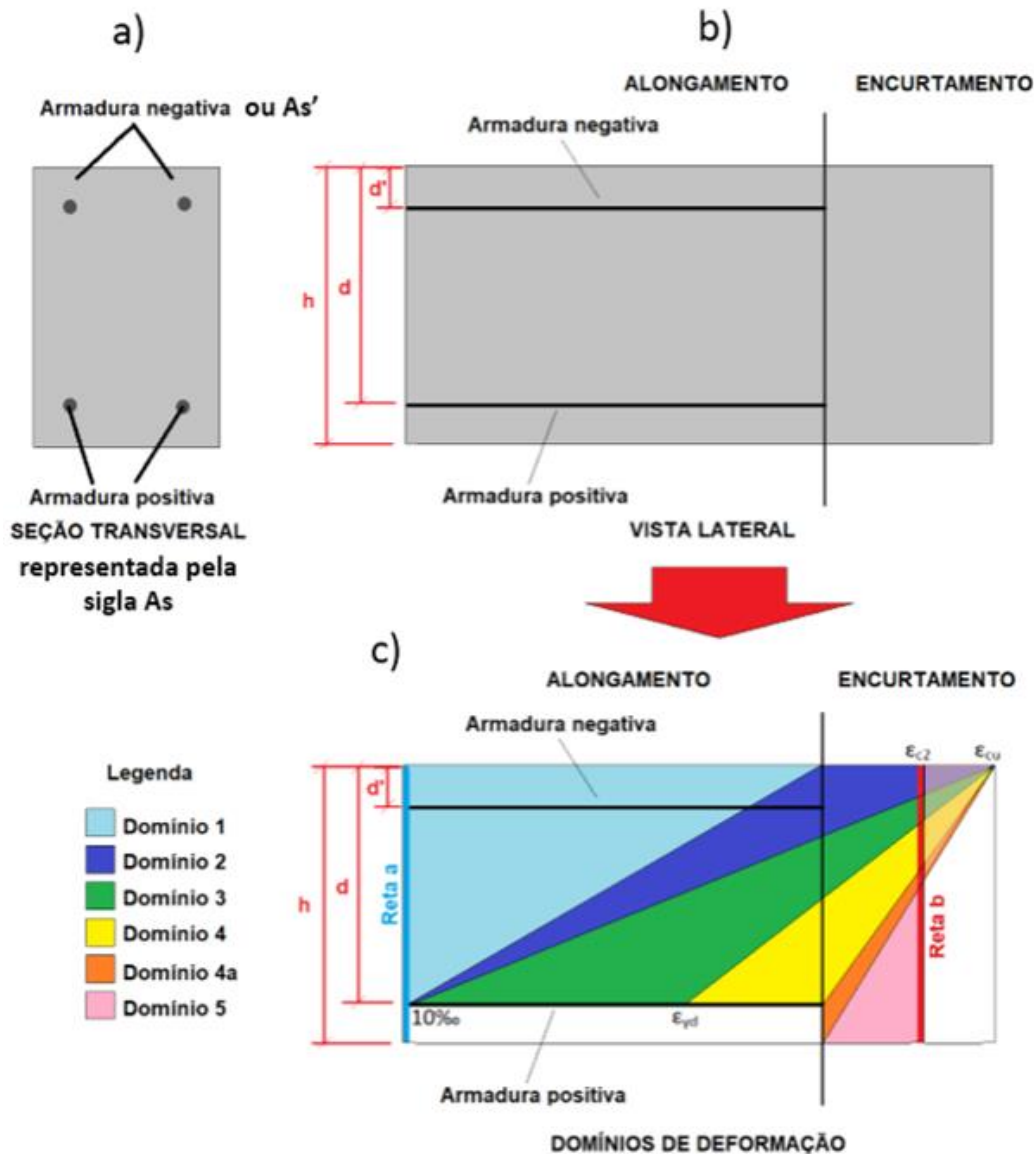 a)
Armadura negativa ou As’
Armadura positiva
SEÇÃO TRANSVERSAL
representada pela
sigla As
b)
ALONGAMENTO
ENCURTAMENTO
Armadura negativa
d'
d
h
Armadura positiva
VISTA LATERAL
c)
ALONGAMENTO
ENCURTAMENTO
Armadura negativa
εc2
εcu
Legenda
Domínio 1
Domínio 2
Domínio 3
Domínio 4
Domínio 4a
Domínio 5
d'
d
h
Reta a
Reta b
10‰
εyd
Armadura positiva
DOMÍNIOS DE DEFORMAÇÃO